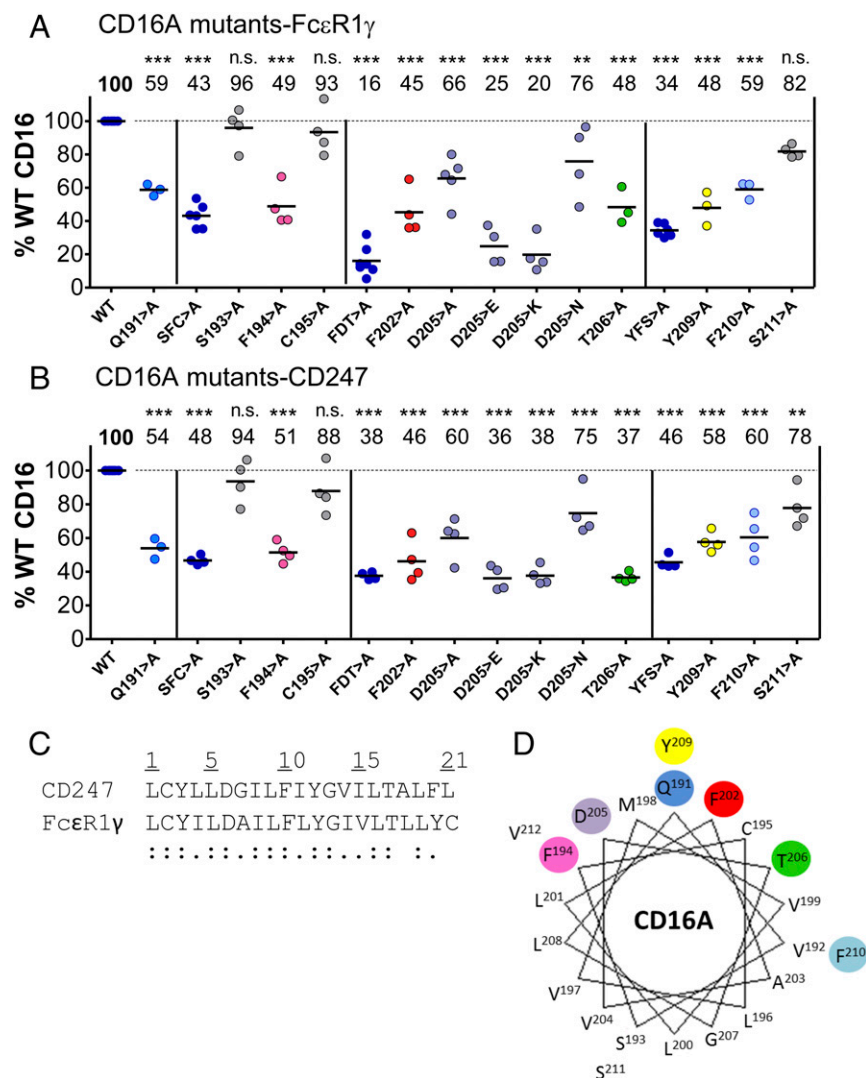 A CD16A mutants-FcεR1γ
*** *** n.s. *** n.s. *** *** *** *** *** ** *** *** *** *** n.s.
100 59 43 96 49 93 16 45 66 25 20 76 48 34 48 59 82
% WT CD16
100
80
60
40
20
0
WT Q191>A SFC>A S193>A F194>A C195>A FDT>A F202>A D205>A D205>E D205>K D205>N T206>A YFS>A Y209>A F210>A S211>A
B CD16A mutants-CD247
*** *** n.s. *** n.s. *** *** *** *** *** *** *** *** *** *** **
100 54 48 94 51 88 38 46 60 36 38 75 37 46 58 60 78
% WT CD16
100
80
60
40
20
0
WT Q191>A SFC>A S193>A F194>A C195>A FDT>A F202>A D205>A D205>E D205>K D205>N T206>A YFS>A Y209>A F210>A S211>A
C
1 5 10 15 21
CD247 LCYLLDGILFIYGVILTALFL
FcεR1γ LCYILDAILFLYGIVLTLLYC
:::.::.:::.::..:: :.
D
Y209
Q191
M198
F202
D205
C195
V212
F194
T206
L201
V199
CD16A
L208
V192
F210
V197
A203
V204
L196
S193
L200
G207
S211